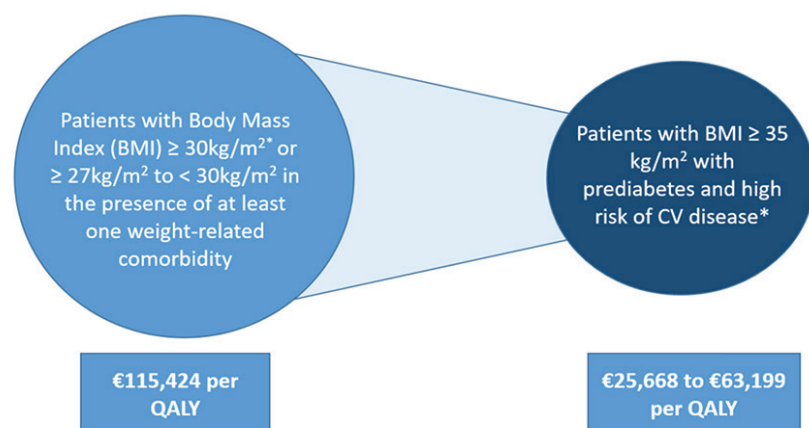 Patients with Body Mass
Index (BMI) ≥ 30kg/m²* or
≥ 27kg/m² to < 30kg/m² in
the presence of at least
one weight-related
comorbidity
Patients with BMI ≥ 35
kg/m² with
prediabetes and high
risk of CV disease*
€115,424 per
QALY
€25,668 to €63,199
per QALY